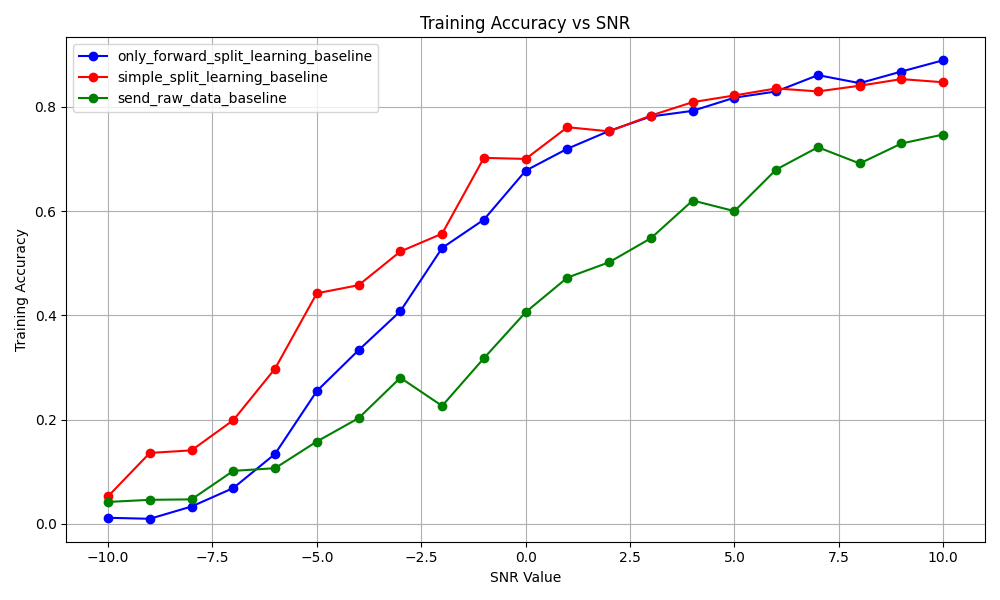 Training Accuracy vs SNR
only_forward_split_learning_baseline
simple_split_learning_baseline
send_raw_data_baseline
Training Accuracy
0.8
0.6
0.4
0.2
0.0
−10.0 −7.5 −5.0 −2.5 0.0 2.5 5.0 7.5 10.0
SNR Value